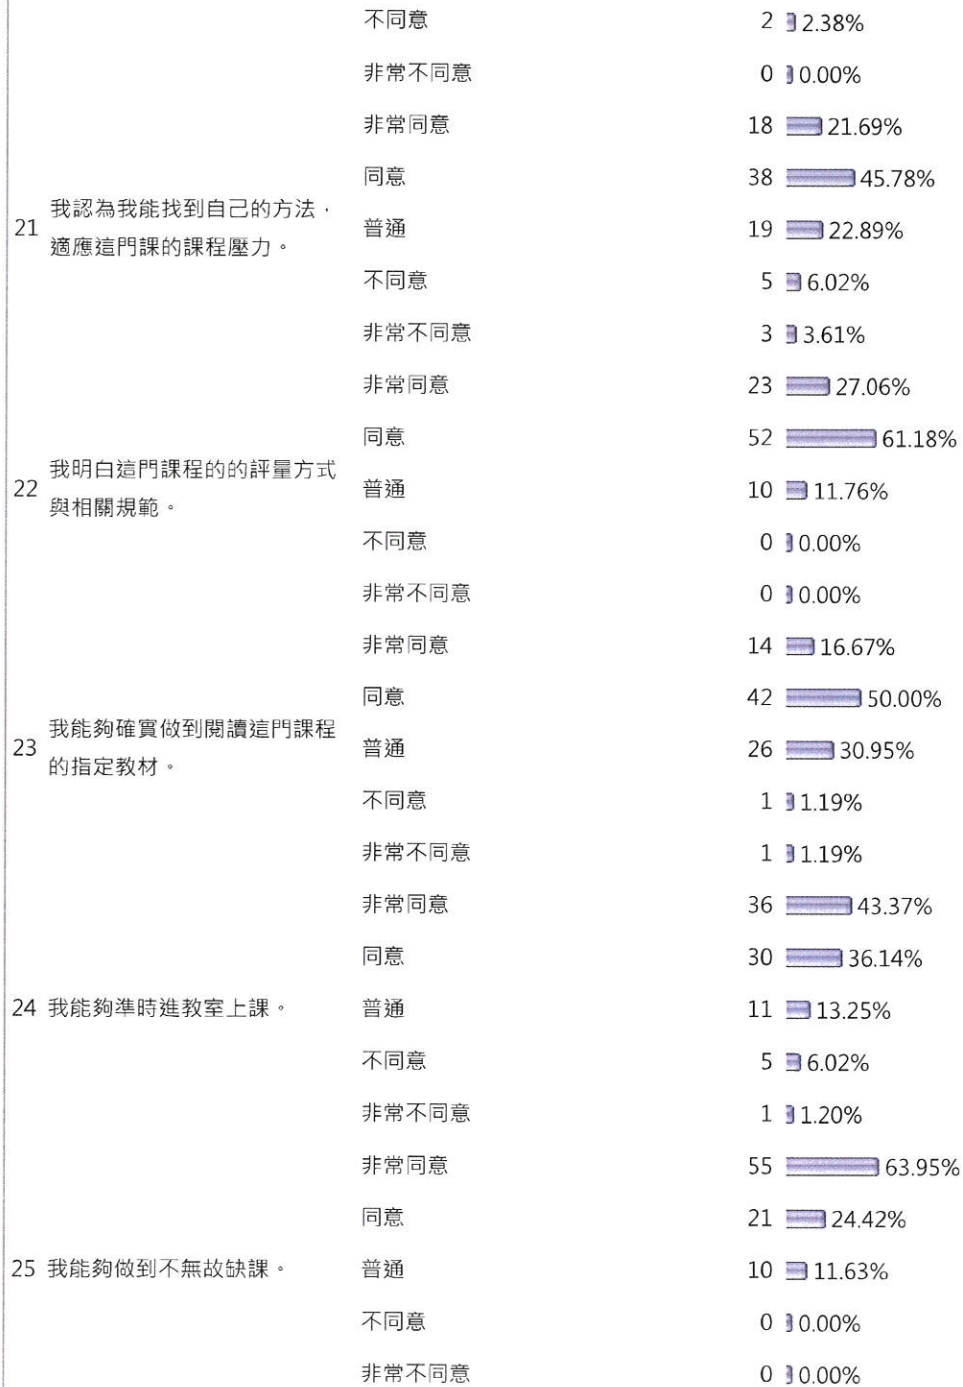 不同意 2 2.38%
非常不同意 0 0.00%
非常同意 18 21.69%
同意 38 45.78%
21 我認為我能找到自己的方法，
適應這門課的課程壓力。
普通 19 22.89%
不同意 5 6.02%
非常不同意 3 3.61%
非常同意 23 27.06%
同意 52 61.18%
22 我明白這門課程的的評量方式
與相關規範。
普通 10 11.76%
不同意 0 0.00%
非常不同意 0 0.00%
非常同意 14 16.67%
同意 42 50.00%
23 我能夠確實做到閱讀這門課程
的指定教材。
普通 26 30.95%
不同意 1 1.19%
非常不同意 1 1.19%
非常同意 36 43.37%
同意 30 36.14%
24 我能夠準時進教室上課。 普通 11 13.25%
不同意 5 6.02%
非常不同意 1 1.20%
非常同意 55 63.95%
同意 21 24.42%
25 我能夠做到不無故缺課。 普通 10 11.63%
不同意 0 0.00%
非常不同意 0 0.00%